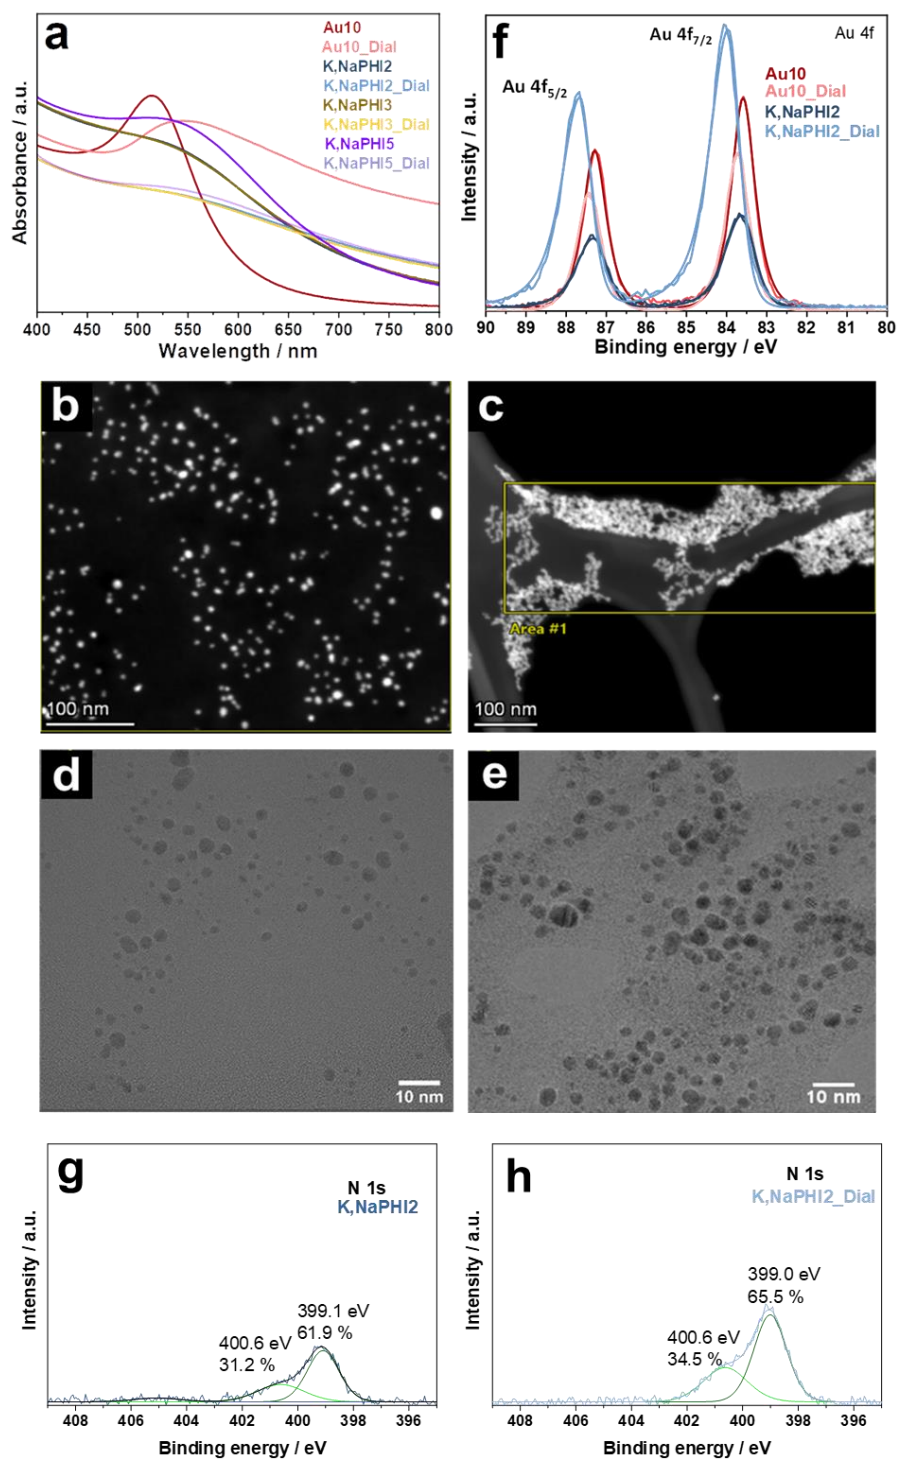 a
Au10
Au10_Dial
K,NaPHI2
K,NaPHI2_Dial
K,NaPHI3
K,NaPHI3_Dial
K,NaPHI5
K,NaPHI5_Dial
Absorbance / a.u.
400 450 500 550 600 650 700 750 800
Wavelength / nm
f
Au 4f7/2
Au 4f
Au 4f5/2
Au10
Au10_Dial
K,NaPHI2
K,NaPHI2_Dial
Intensity / a.u.
90 89 88 87 86 85 84 83 82 81 80
Binding energy / eV
b
100 nm
c
Area #1
100 nm
d
10 nm
e
10 nm
g
N 1s
K,NaPHI2
399.1 eV
61.9 %
400.6 eV
31.2 %
Intensity / a.u.
408 406 404 402 400 398 396
Binding energy / eV
h
N 1s
K,NaPHI2_Dial
399.0 eV
65.5 %
400.6 eV
34.5 %
Intensity / a.u.
408 406 404 402 400 398 396
Binding energy / eV